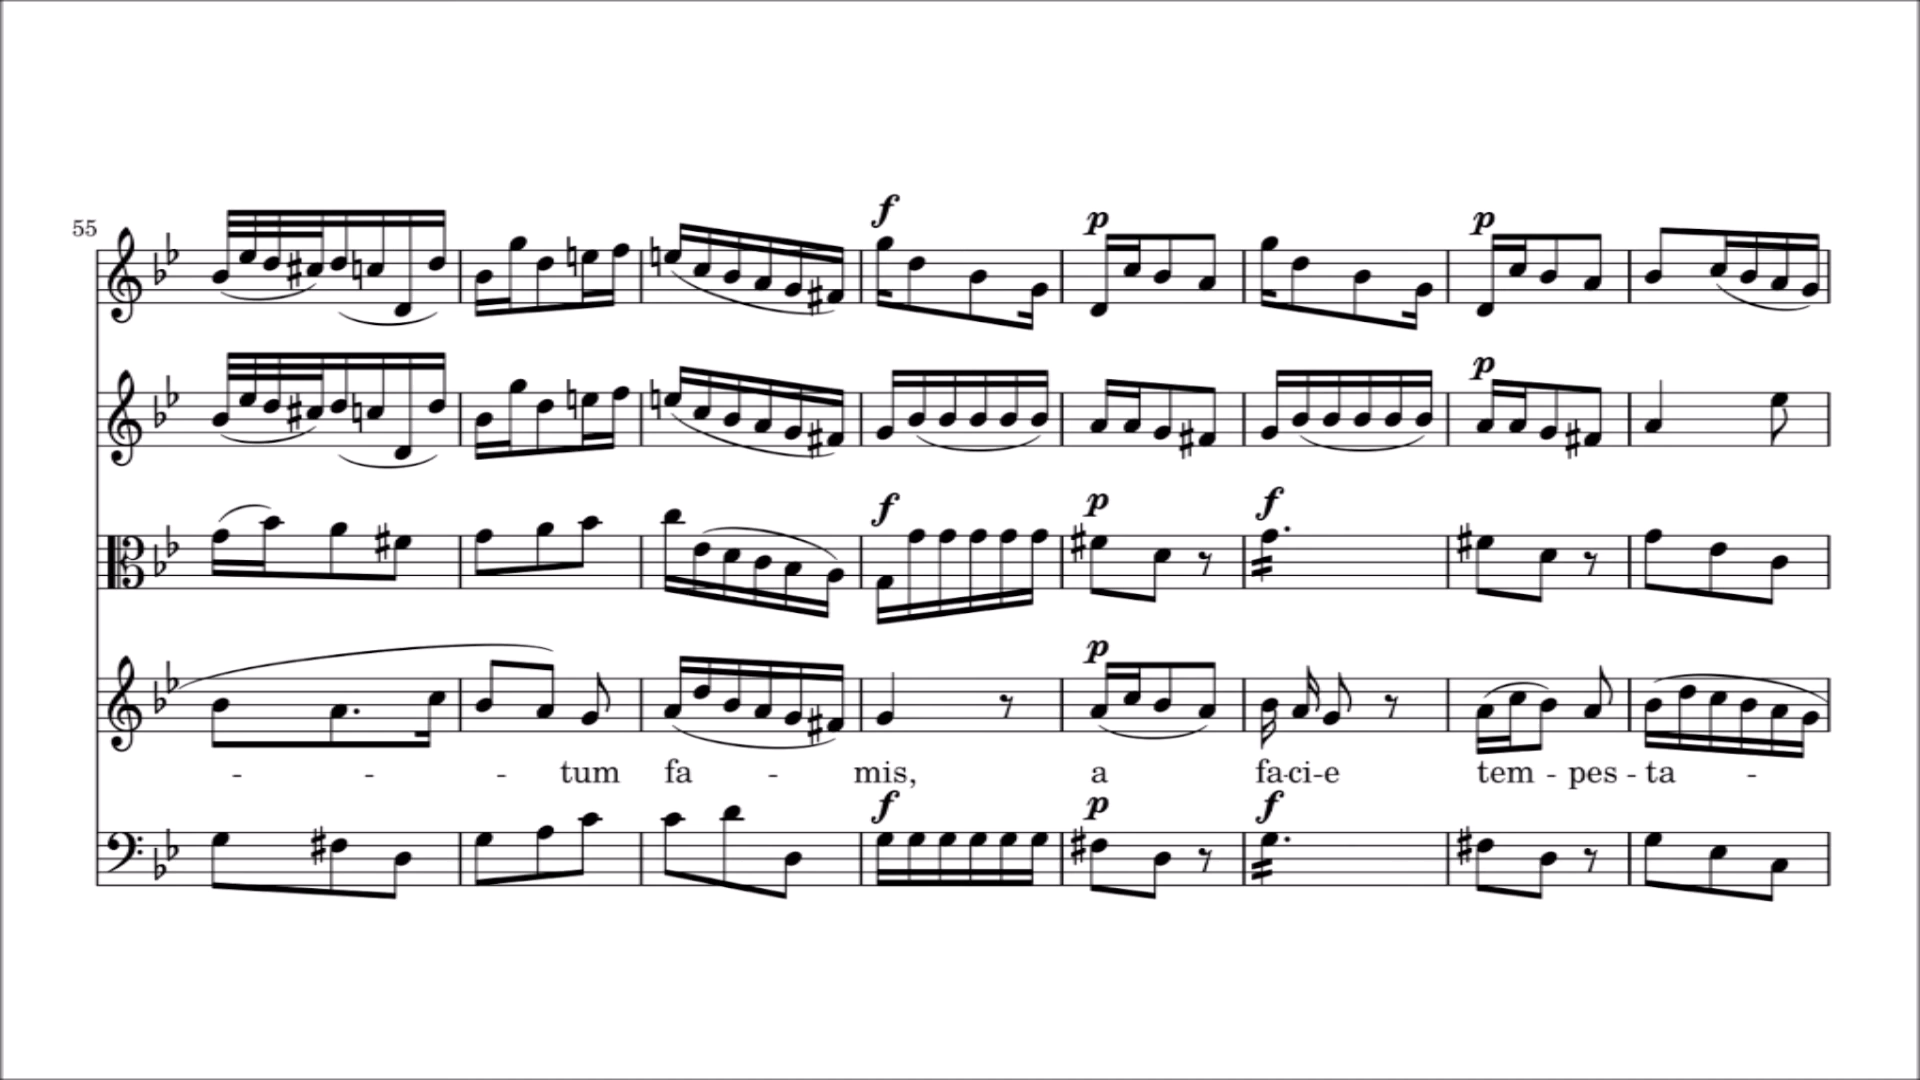 f
55 p p
p
f p f
p
- - - tum fa - mis, a fa-ci-e tem - pes - ta -
f p f